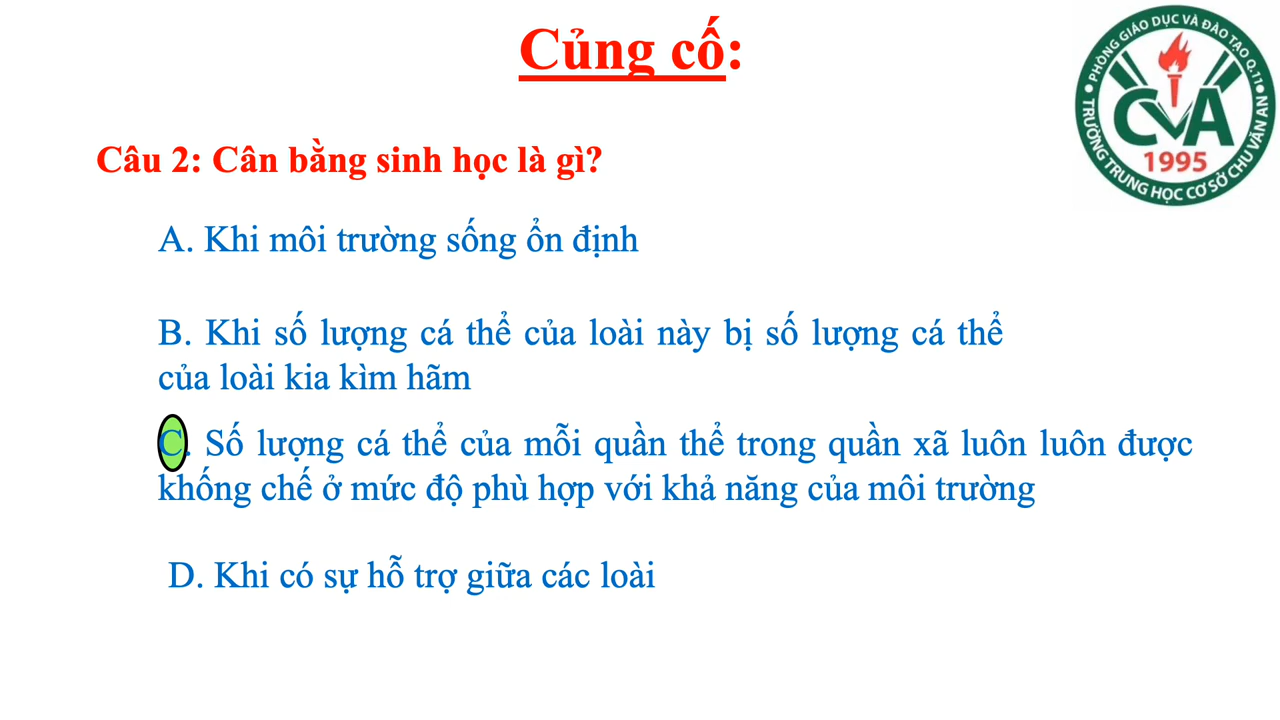 Củng cố:
PHÒNG GIÁO DỤC VÀ ĐÀO TẠO Q.11
TRƯỜNG TRUNG HỌC CƠ SỞ CHU VĂN AN
CVA
1995
Câu 2: Cân bằng sinh học là gì?
A. Khi môi trường sống ổn định
B. Khi số lượng cá thể của loài này bị số lượng cá thể
của loài kia kìm hãm
C. Số lượng cá thể của mỗi quần thể trong quần xã luôn luôn được
khống chế ở mức độ phù hợp với khả năng của môi trường
D. Khi có sự hỗ trợ giữa các loài